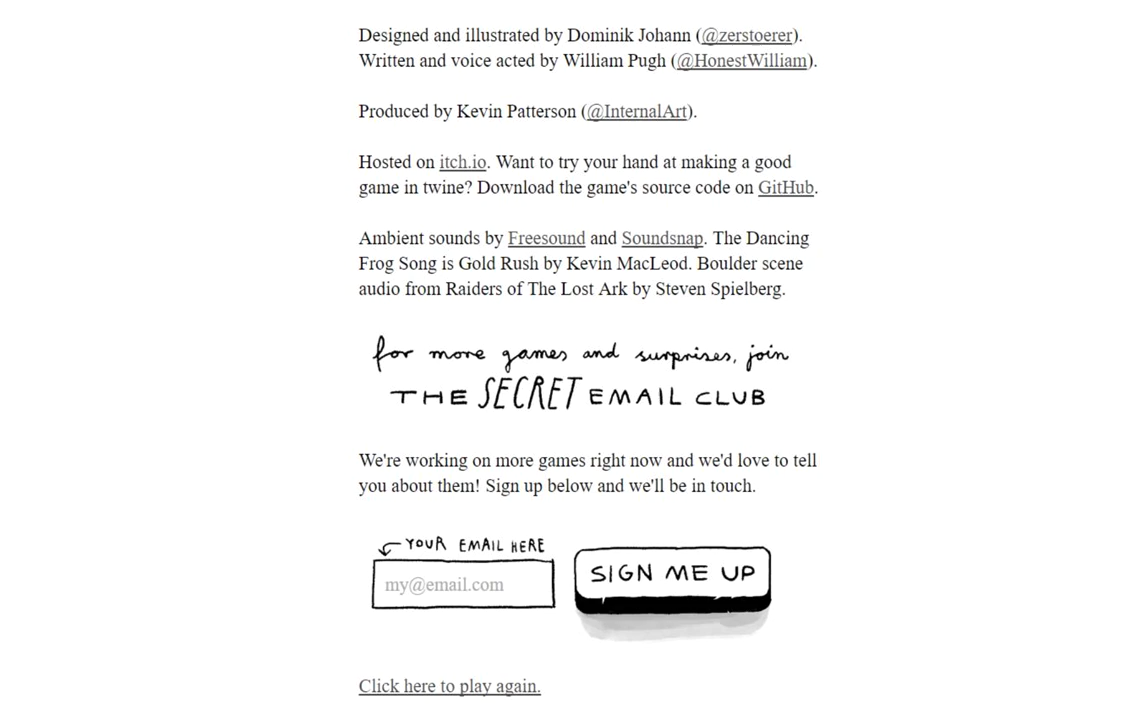 Designed and illustrated by Dominik Johann (@zerstoerer).
Written and voice acted by William Pugh (@HonestWilliam).
Produced by Kevin Patterson (@InternalArt).
Hosted on itch.io. Want to try your hand at making a good
game in twine? Download the game's source code on GitHub.
Ambient sounds by Freesound and Soundsnap. The Dancing
Frog Song is Gold Rush by Kevin MacLeod. Boulder scene
audio from Raiders of The Lost Ark by Steven Spielberg.
for more games and surprises, join
THE SECRET EMAIL CLUB
We're working on more games right now and we'd love to tell
you about them! Sign up below and we'll be in touch.
YOUR EMAIL HERE
my@email.com
SIGN ME UP
Click here to play again.